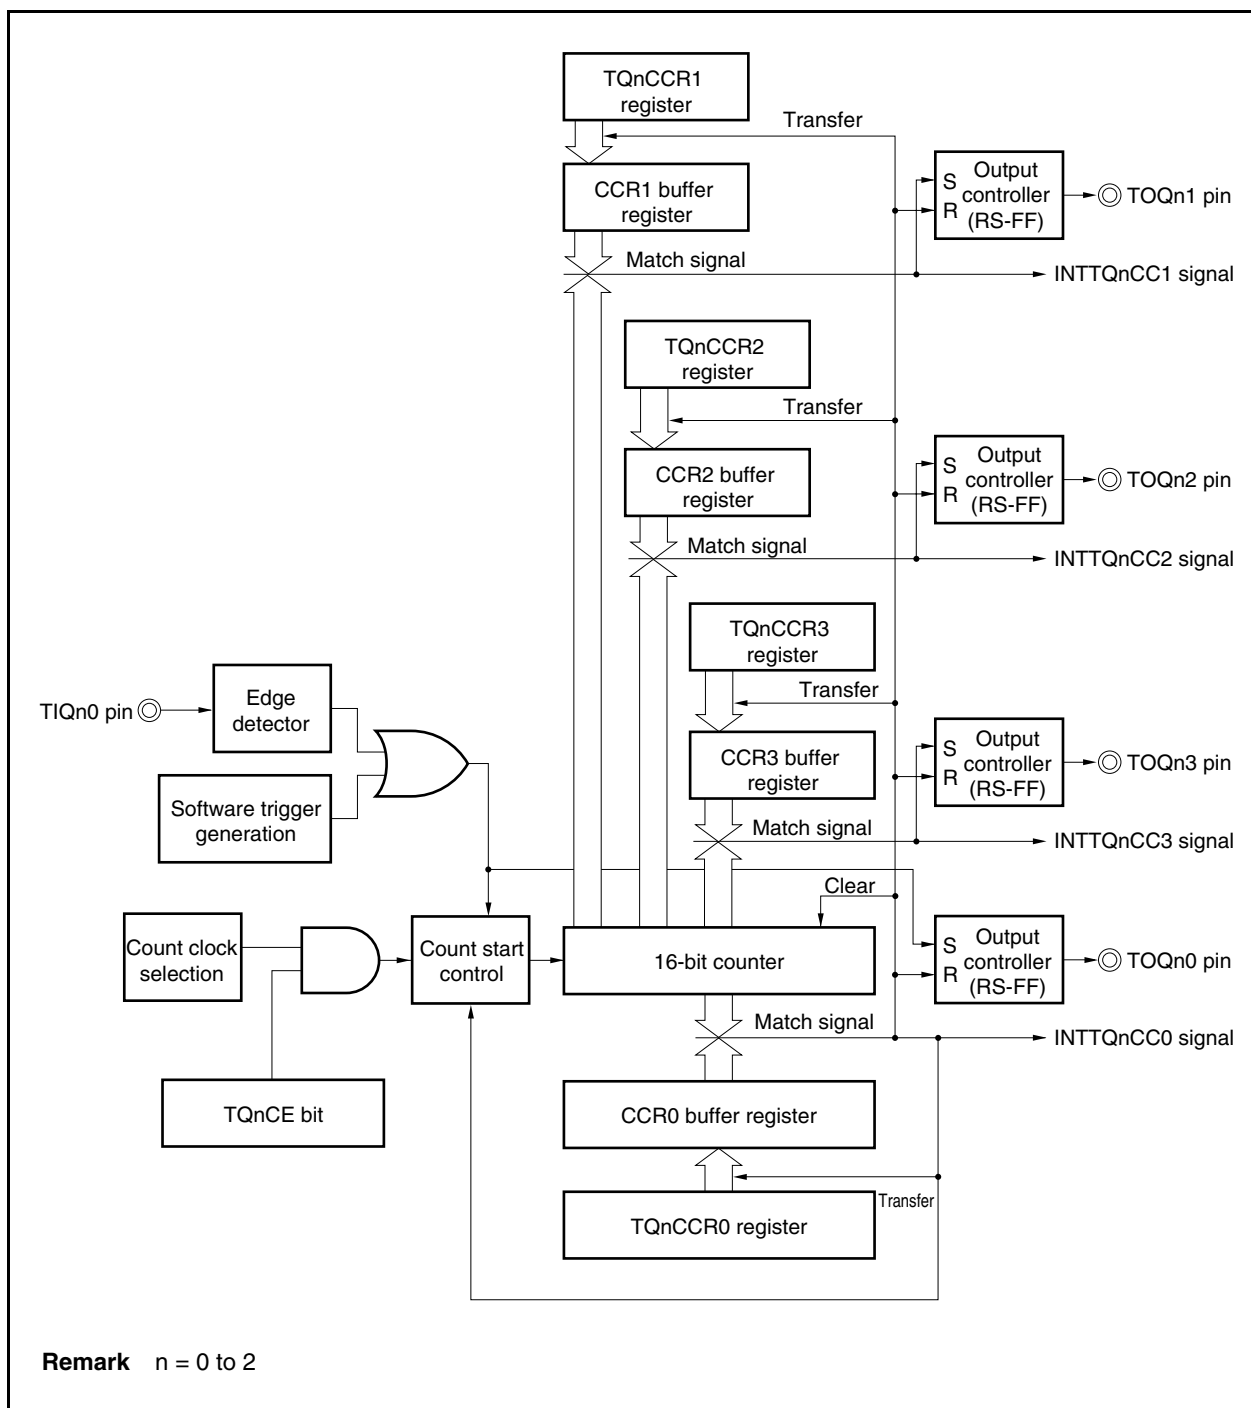 TQnCCR1
register
Transfer
CCR1 buffer
register
S
R
Output
controller
(RS-FF)
TOQn1 pin
Match signal
INTTQnCC1 signal
TQnCCR2
register
Transfer
CCR2 buffer
register
S
R
Output
controller
(RS-FF)
TOQn2 pin
Match signal
INTTQnCC2 signal
TQnCCR3
register
Transfer
TIQn0 pin
Edge
detector
CCR3 buffer
register
S
R
Output
controller
(RS-FF)
TOQn3 pin
Software trigger
generation
Match signal
INTTQnCC3 signal
Clear
Count clock
selection
Count start
control
16-bit counter
S
R
Output
controller
(RS-FF)
TOQn0 pin
Match signal
INTTQnCC0 signal
TQnCE bit
CCR0 buffer register
Transfer
TQnCCR0 register
Remark n = 0 to 2